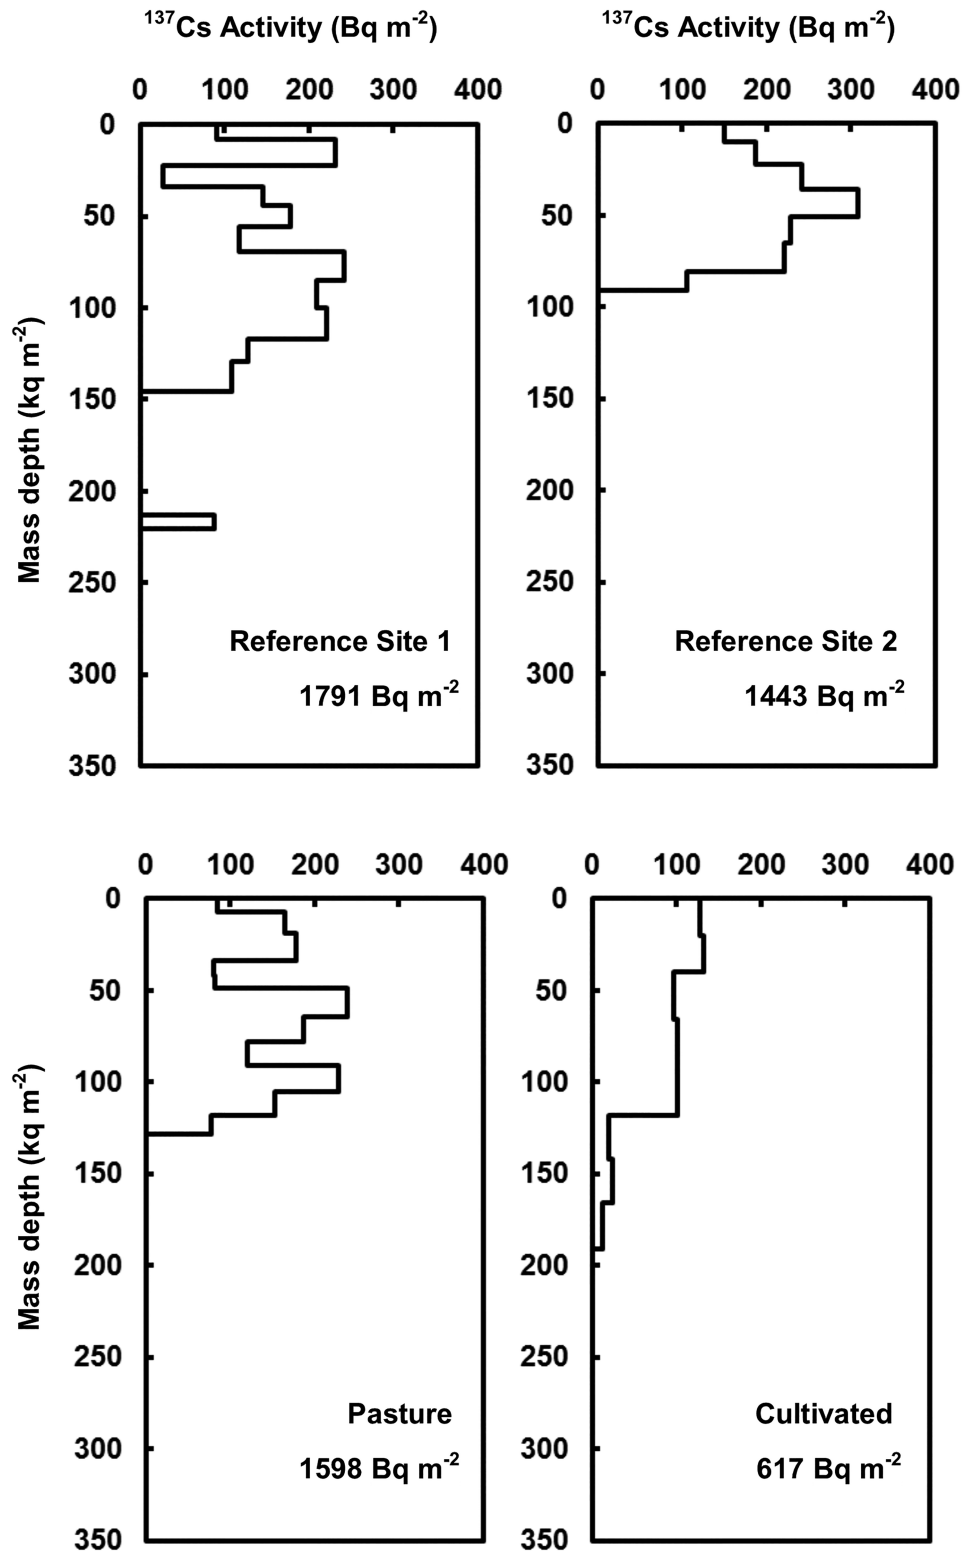 ¹³⁷Cs Activity (Bq m⁻²)
¹³⁷Cs Activity (Bq m⁻²)
0 100 200 300 400
0 100 200 300 400
0
50
100
150
200
250
300
350
Mass depth (kq m⁻²)
Reference Site 1
1791 Bq m⁻²
0
50
100
150
200
250
300
350
Reference Site 2
1443 Bq m⁻²
0 100 200 300 400
0 100 200 300 400
0
50
100
150
200
250
300
350
Mass depth (kq m⁻²)
Pasture
1598 Bq m⁻²
0
50
100
150
200
250
300
350
Cultivated
617 Bq m⁻²